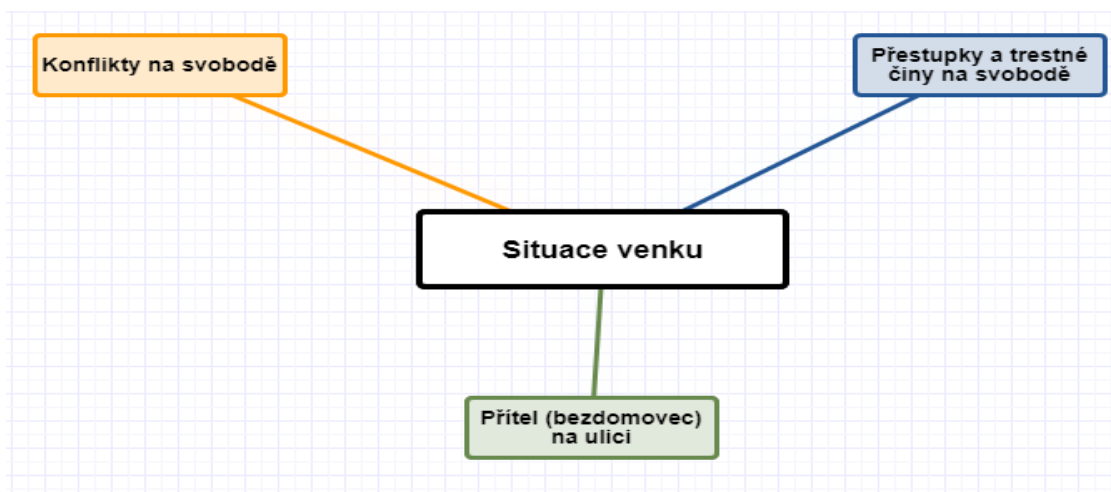 Konflikty na svobodě
Přestupky a trestné
činy na svobodě
Situace venku
Přítel (bezdomovec)
na ulici